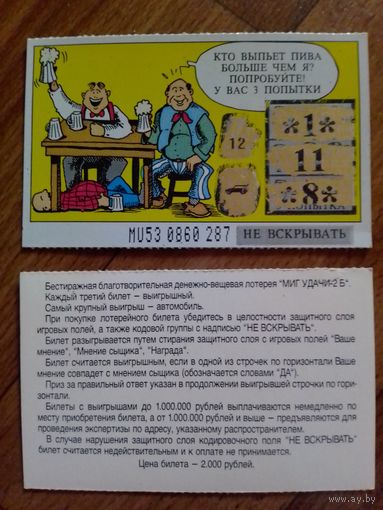 КТО ВЫПЬЕТ ПИВА
БОЛЬШЕ ЧЕМ Я?
ПОПРОБУЙТЕ!
У ВАС 3 ПОПЫТКИ
12
*1*
11
*8*
MU53 0860 287
НЕ ВСКРЫВАТЬ
Бестиражная благотворительная денежно-вещевая лотерея "МИГ УДАЧИ-2 Б"
Каждый третий билет – выигрышный.
Самый крупный выигрыш – автомобиль.
При покупке лотерейного билета убедитесь в целостности защитного слоя
игровых полей, а также кодовой группы с надписью "НЕ ВСКРЫВАТЬ".
Билет разыгрывается путем стирания защитного слоя с игровых полей "Ваше
мнение", "Мнение сыщика", "Награда".
Билет считается выигрышным, если в одной из строчек по горизонтали Ваше
мнение совпадет с мнением сыщика (обозначается словами "ДА").
Приз за правильный ответ указан в продолжении выигравшей строчки по гори-
зонтали.
Билеты с выигрышами до 1.000.000 рублей выплачиваются немедленно по
месту приобретения билета, а от 1.000.000 рублей и выше – предъявляются для
проведения экспертизы по адресу, указанному распространителем.
В случае нарушения защитного слоя кодировочного поля "НЕ ВСКРЫВАТЬ"
билет считается недействительным и к оплате не принимается.
Цена билета – 2.000 рублей.
www.ay.by